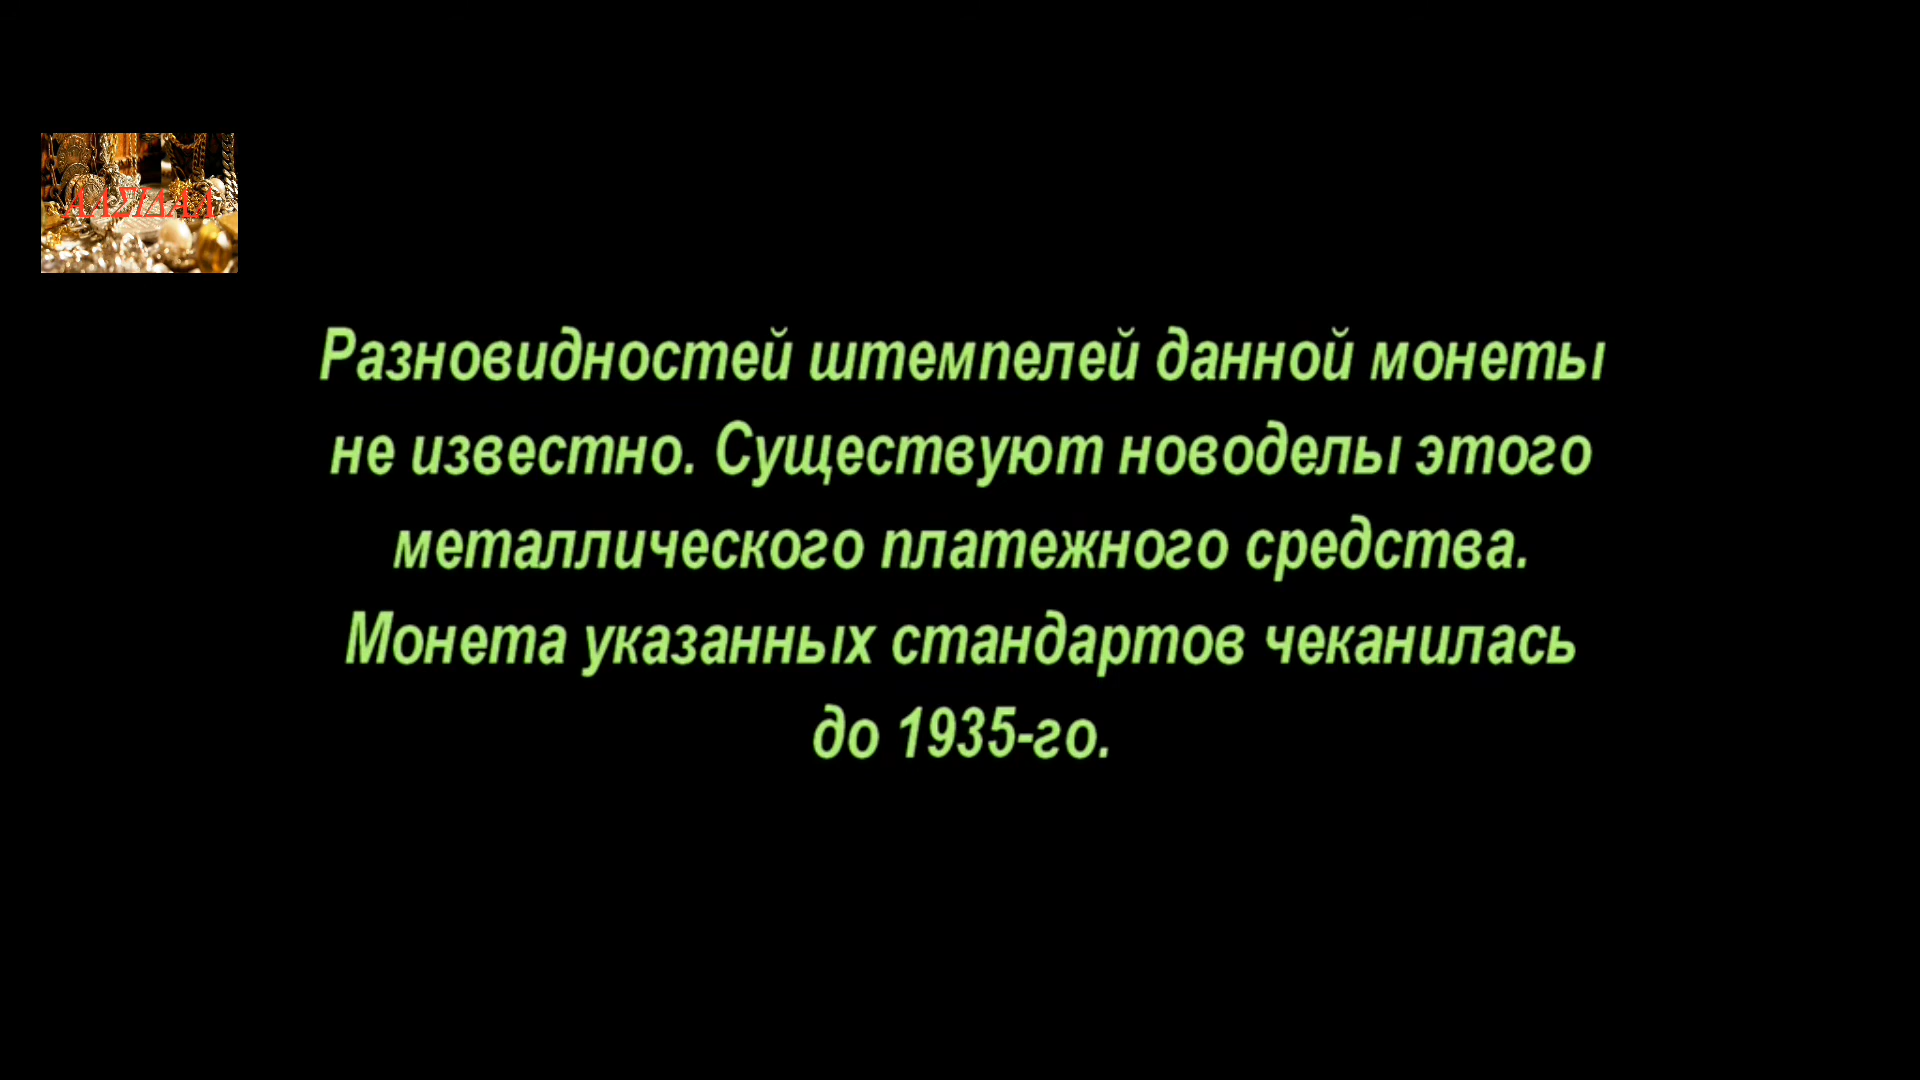 Разновидностей штемпелей данной монеты
не известно. Существуют новоделы этого
металлического платежного средства.
Монета указанных стандартов чеканилась
до 1935-го.